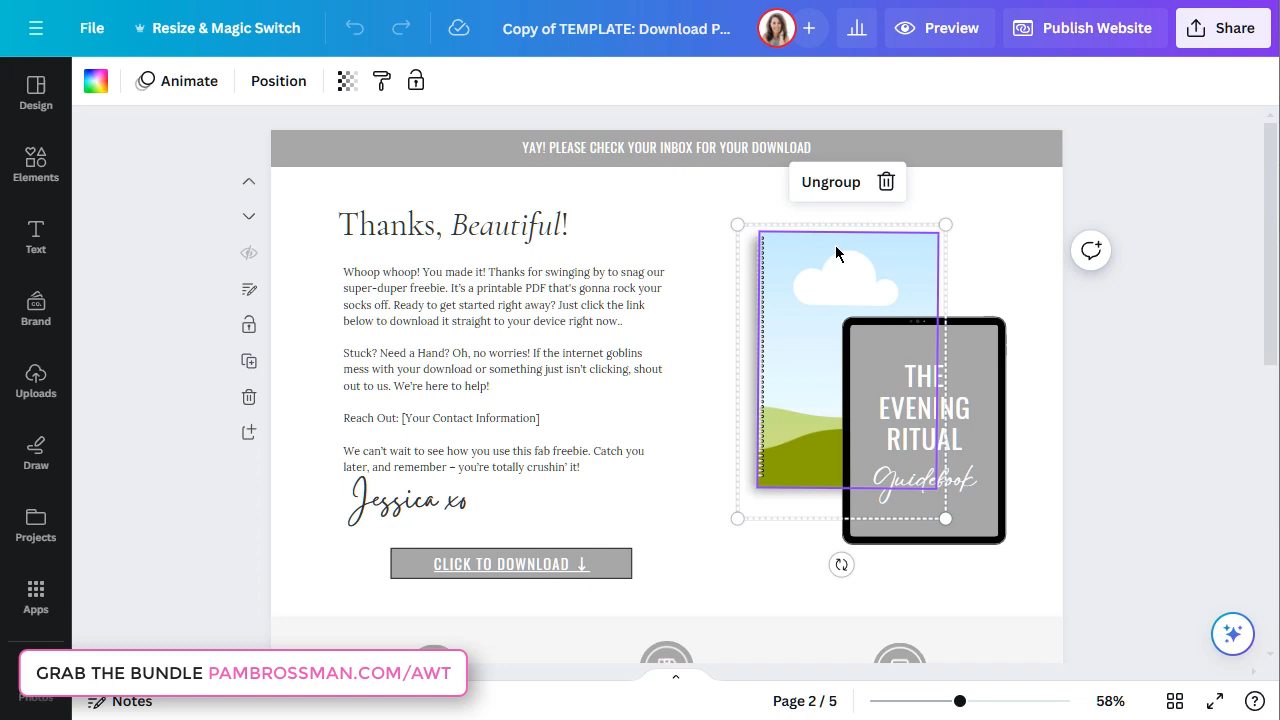 File
Resize & Magic Switch
Copy of TEMPLATE: Download P...
Preview
Publish Website
Share
Animate
Position
Design
Elements
Text
Brand
Uploads
Draw
Projects
Apps
Photos
YAY! PLEASE CHECK YOUR INBOX FOR YOUR DOWNLOAD
Ungroup
Thanks, Beautiful!
Whoop whoop! You made it! Thanks for swinging by to snag our
super-duper freebie. It's a printable PDF that's gonna rock your
socks off. Ready to get started right away? Just click the link
below to download it straight to your device right now..
Stuck? Need a Hand? Oh, no worries! If the internet goblins
mess with your download or something just isn't clicking, shout
out to us. We're here to help!
Reach Out: [Your Contact Information]
We can't wait to see how you use this fab freebie. Catch you
later, and remember – you're totally crushin' it!
Jessica xo
CLICK TO DOWNLOAD ↓
THE
EVENING
RITUAL
Guidebook
GRAB THE BUNDLE PAMBROSSMAN.COM/AWT
Notes
Page 2 / 5
58%